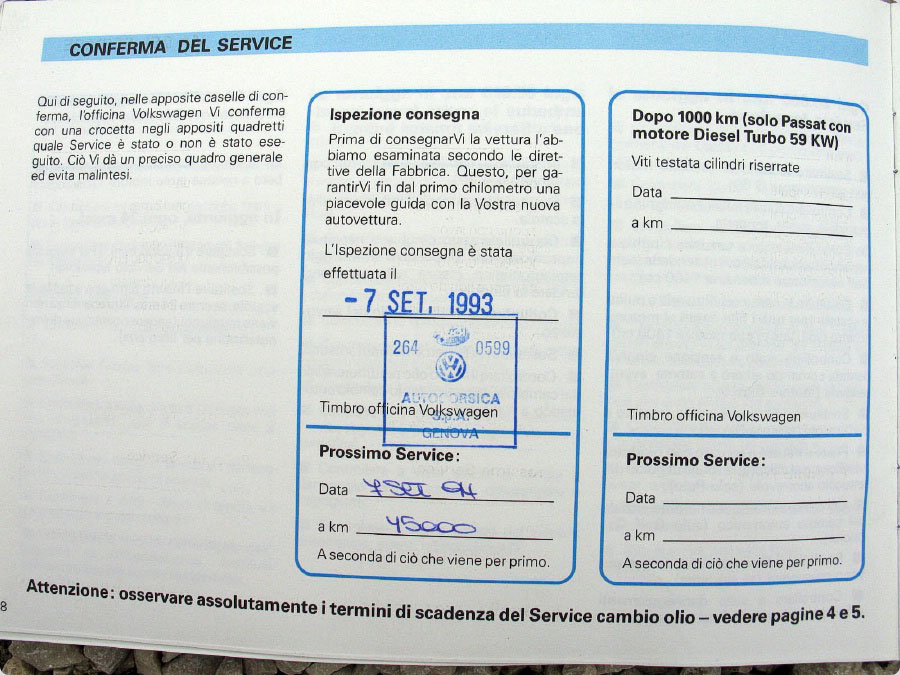 CONFERMA DEL SERVICE
Qui di seguito, nelle apposite caselle di con-
ferma, l'officina Volkswagen Vi conferma
con una crocetta negli appositi quadretti
quale Service è stato o non è stato ese-
guito. Ciò Vi dà un preciso quadro generale
ed evita malintesi.
Ispezione consegna
Prima di consegnarVi la vettura l'ab-
biamo esaminata secondo le diret-
tive della Fabbrica. Questo, per ga-
rantirVi fin dal primo chilometro una
piacevole guida con la Vostra nuova
autovettura.
L'Ispezione consegna è stata
effettuata il
- 7 SET. 1993
264 0599
AUTOCORSICA
S.p.A.
GENOVA
Timbro officina Volkswagen
Prossimo Service:
Data 7 SET 94
a km 45000
A seconda di ciò che viene per primo.
Dopo 1000 km (solo Passat con
motore Diesel Turbo 59 KW)
Viti testata cilindri riserrate
Data
a km
Timbro officina Volkswagen
Prossimo Service:
Data
a km
A seconda di ciò che viene per primo.
Attenzione: osservare assolutamente i termini di scadenza del Service cambio olio – vedere pagine 4 e 5.
8